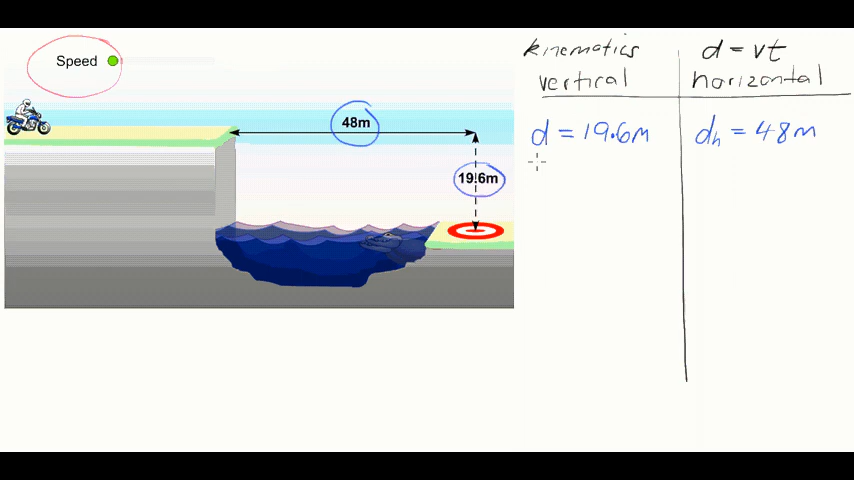 Speed
48m
19.6m
kinematics
vertical
d = vt
horizontal
d = 19.6m
dₕ = 48m